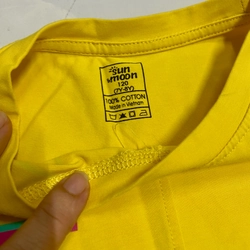 sun
moon
120
(7Y-8Y)
100% COTTON
Made in Vietnam